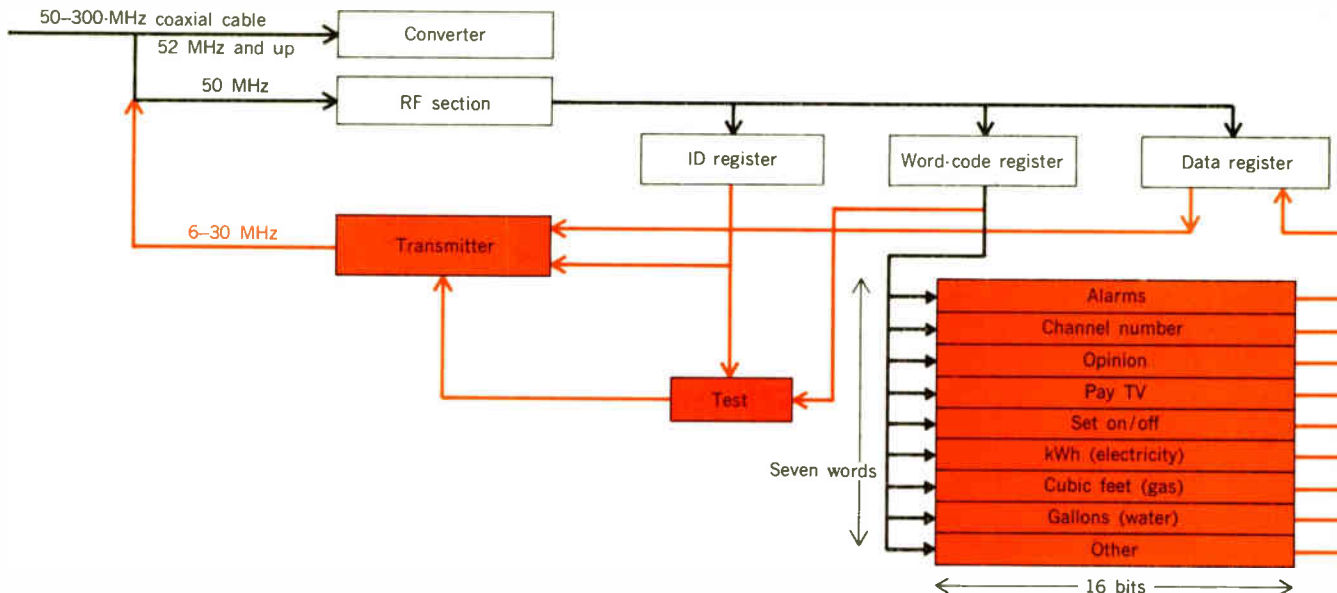 50–300-MHz coaxial cable
52 MHz and up
Converter
50 MHz
RF section
ID register
Word-code register
Data register
6–30 MHz
Transmitter
Test
Seven words
Alarms
Channel number
Opinion
Pay TV
Set on/off
kWh (electricity)
Cubic feet (gas)
Gallons (water)
Other
16 bits